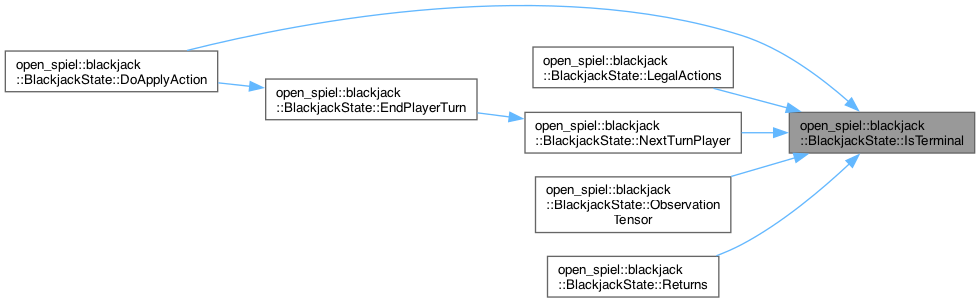 open_spiel::blackjack
::BlackjackState::DoApplyAction
open_spiel::blackjack
::BlackjackState::EndPlayerTurn
open_spiel::blackjack
::BlackjackState::LegalActions
open_spiel::blackjack
::BlackjackState::NextTurnPlayer
open_spiel::blackjack
::BlackjackState::Observation
Tensor
open_spiel::blackjack
::BlackjackState::Returns
open_spiel::blackjack
::BlackjackState::IsTerminal